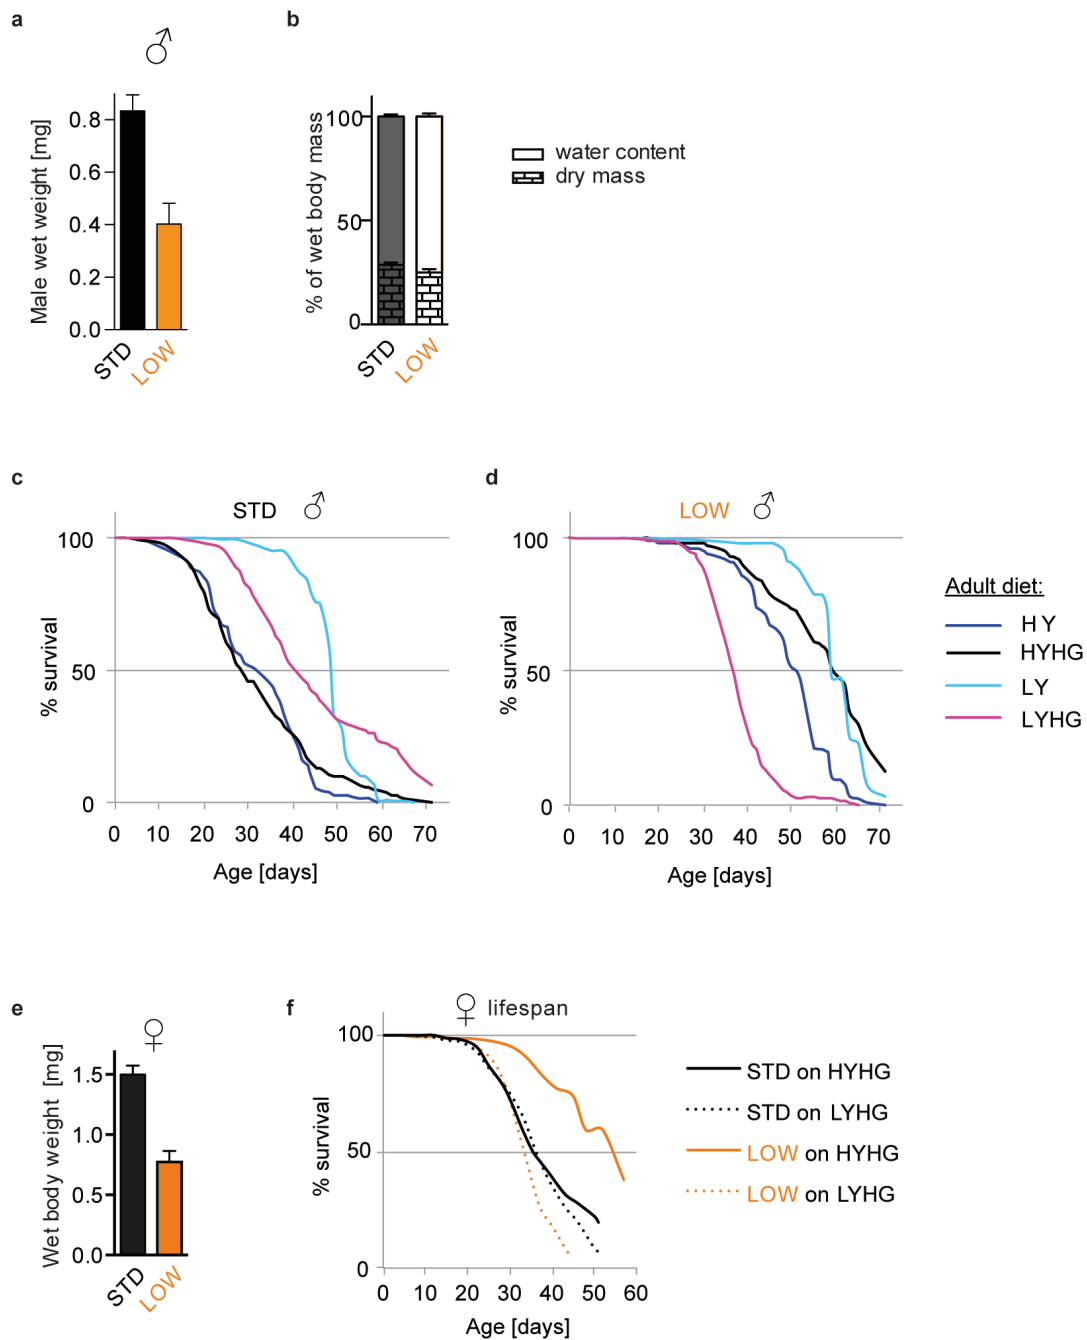 a
♂
Male wet weight [mg]
0.8
0.6
0.4
0.2
0.0
STD
LOW
b
% of wet body mass
100
50
0
STD
LOW
water content
dry mass
c
STD ♂
% survival
100
50
0
0 10 20 30 40 50 60 70
Age [days]
d
LOW ♂
% survival
100
50
0
0 10 20 30 40 50 60 70
Age [days]
Adult diet:
HY
HYHG
LY
LYHG
e
♀
Wet body weight [mg]
1.5
1.0
0.5
0.0
STD
LOW
f
♀ lifespan
% survival
100
50
0
0 10 20 30 40 50 60
Age [days]
STD on HYHG
STD on LYHG
LOW on HYHG
LOW on LYHG